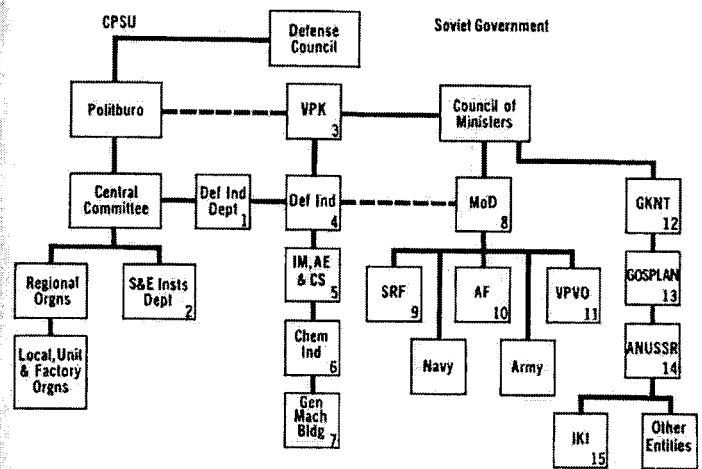 CPSU
Defense
Council
Soviet Government
Politburo
VPK
3
Council of
Ministers
Central
Committee
Def Ind
Dept
1
Def Ind
4
MoD
8
GKNT
12
Regional
Orgns
S&E Insts
Dept
2
IM, AE
& CS
5
SRF
9
AF
10
VPVO
11
GOSPLAN
13
Local, Unit
& Factory
Orgns
Chem
Ind
6
Navy
Army
ANUSSR
14
Gen
Mach
Bldg
7
IKI
15
Other
Entities